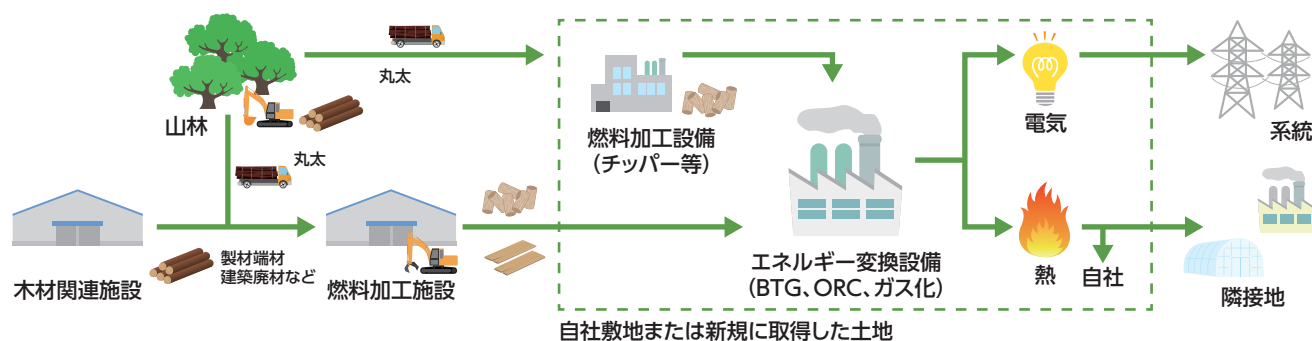 丸太
山林
丸太
木材関連施設
製材端材
建築廃材など
燃料加工施設
燃料加工設備
（チッパー等）
エネルギー変換設備
（BTG、ORC、ガス化）
自社敷地または新規に取得した土地
電気
熱
自社
系統
隣接地